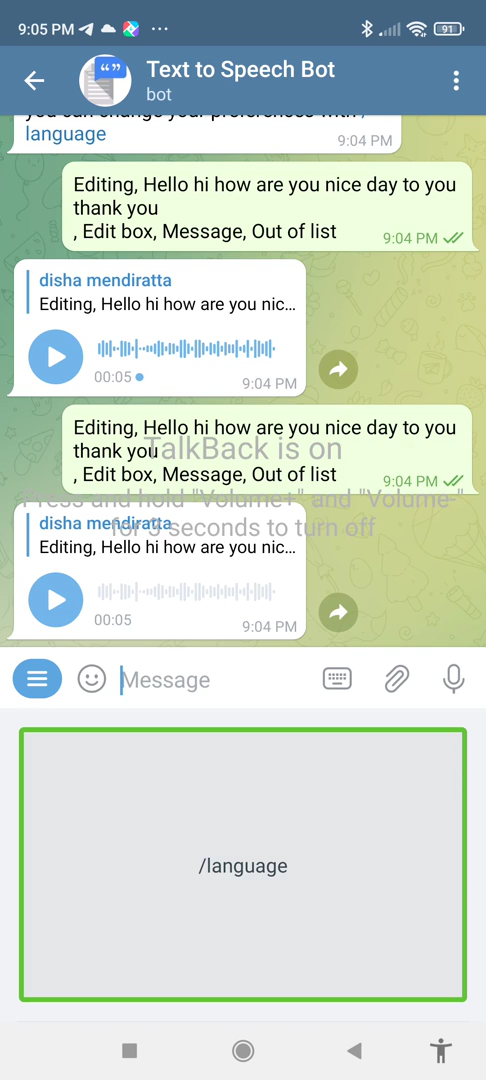 9:05 PM
91
Text to Speech Bot
bot
you can change your preferences with /
language
9:04 PM
Editing, Hello hi how are you nice day to you
thank you
, Edit box, Message, Out of list
9:04 PM
disha mendiratta
Editing, Hello hi how are you nic...
00:05
9:04 PM
Editing, Hello hi how are you nice day to you
thank you
, Edit box, Message, Out of list
9:04 PM
TalkBack is on
Press and hold "Volume+" and "Volume-"
for 3 seconds to turn off
disha mendiratta
Editing, Hello hi how are you nic...
00:05
9:04 PM
Message
/language